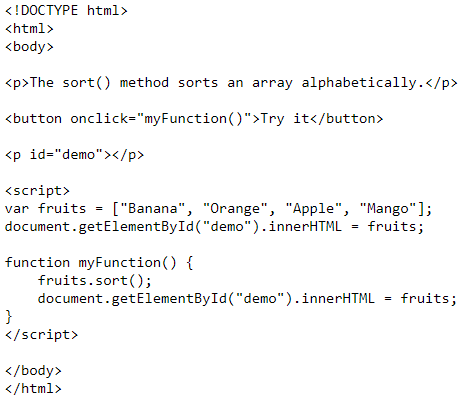 <!DOCTYPE html>
<html>
<body>
<p>The sort() method sorts an array alphabetically.</p>
<button onclick="myFunction()">Try it</button>
<p id="demo"></p>
<script>
var fruits = ["Banana", "Orange", "Apple", "Mango"];
document.getElementById("demo").innerHTML = fruits;
function myFunction() {
    fruits.sort();
    document.getElementById("demo").innerHTML = fruits;
}
</script>
</body>
</html>